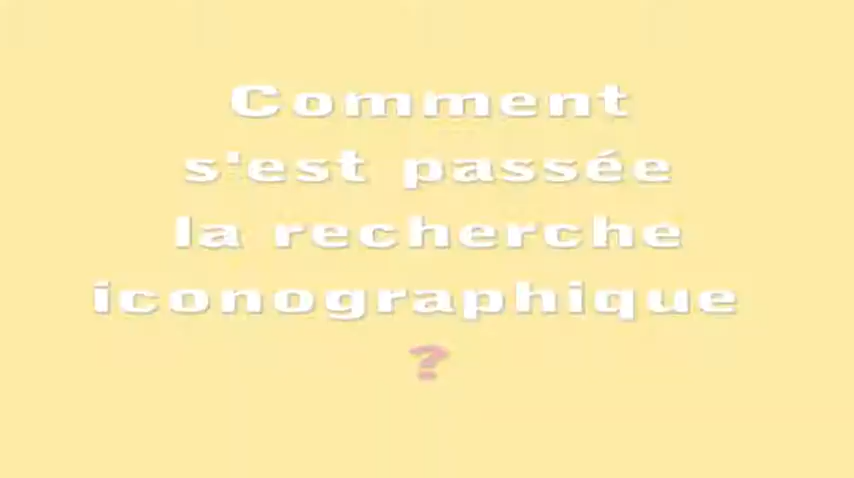 Comment
s'est passée
la recherche
iconographique
?